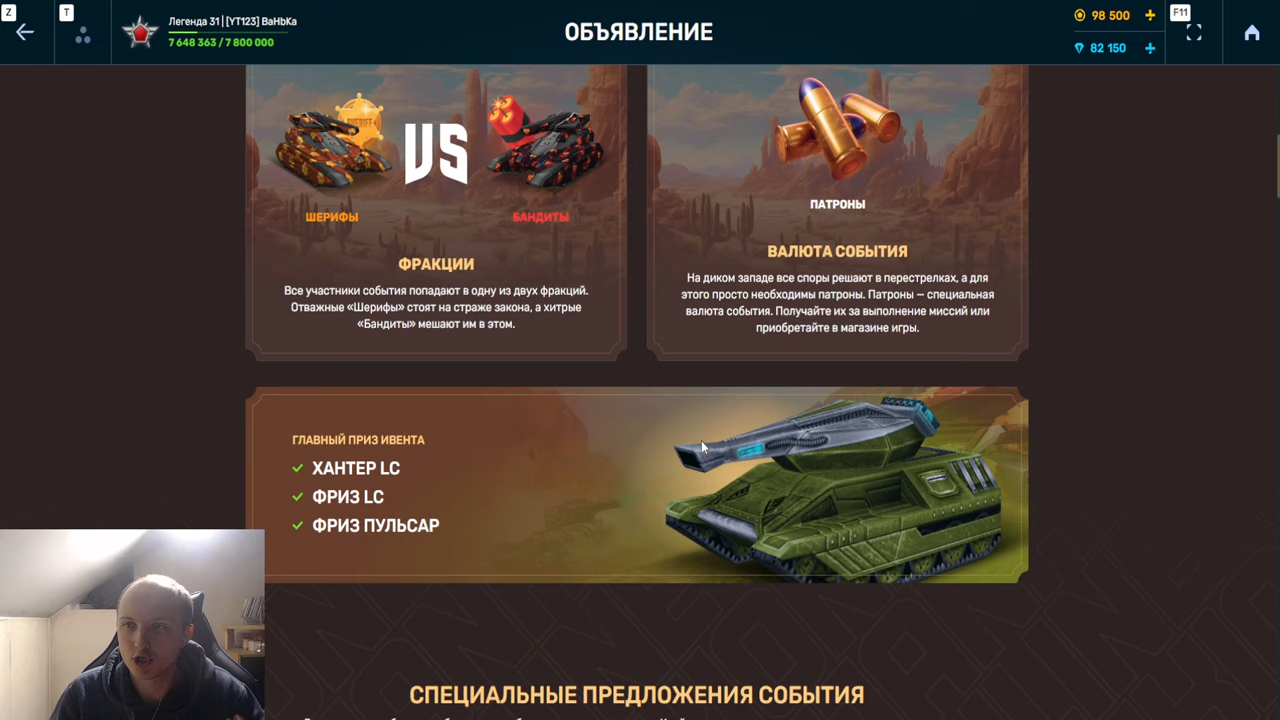 Z
T
Легенда 31 | [YT123] BaHbKa
7 648 363 / 7 800 000
ОБЪЯВЛЕНИЕ
98 500
82 150
F11
SHERIFF
VS
ШЕРИФЫ
БАНДИТЫ
ФРАКЦИИ
Все участники события попадают в одну из двух фракций.
Отважные «Шерифы» стоят на страже закона, а хитрые
«Бандиты» мешают им в этом.
ПАТРОНЫ
ВАЛЮТА СОБЫТИЯ
На диком западе все споры решают в перестрелках, а для
этого просто необходимы патроны. Патроны — специальная
валюта события. Получайте их за выполнение миссий или
приобретайте в магазине игры.
ГЛАВНЫЙ ПРИЗ ИВЕНТА
ХАНТЕР LC
ФРИЗ LC
ФРИЗ ПУЛЬСАР
СПЕЦИАЛЬНЫЕ ПРЕДЛОЖЕНИЯ СОБЫТИЯ